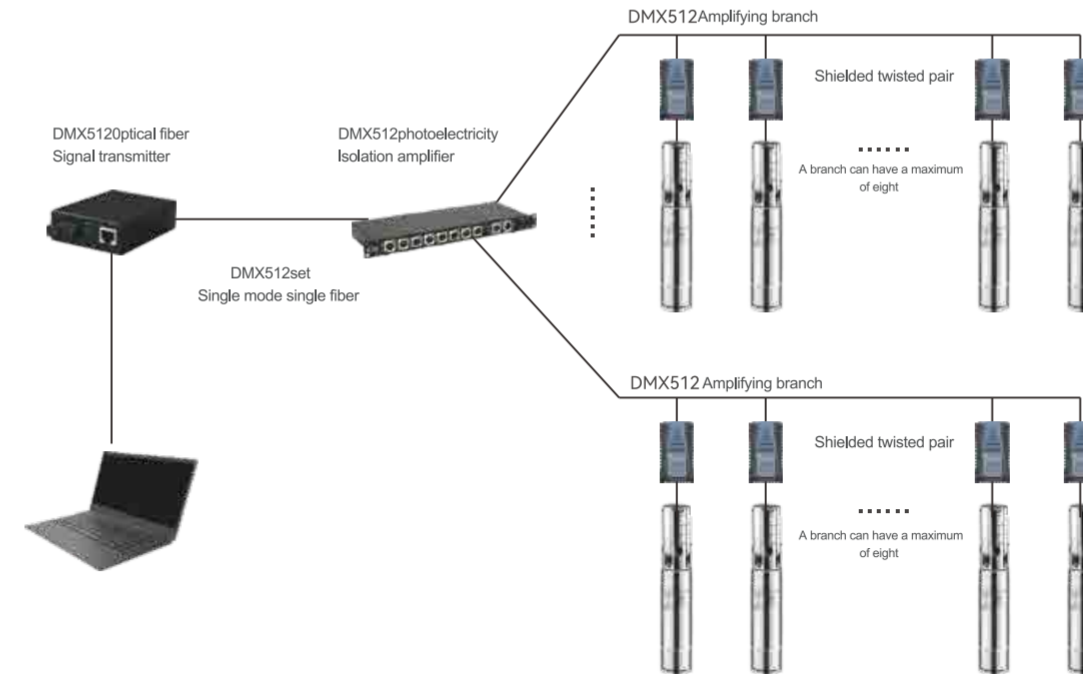 DMX512Amplifying branch
Shielded twisted pair
DMX5120ptical fiber
Signal transmitter
DMX512photoelectricity
Isolation amplifier
A branch can have a maximum
of eight
DMX512set
Single mode single fiber
DMX512 Amplifying branch
Shielded twisted pair
A branch can have a maximum
of eight